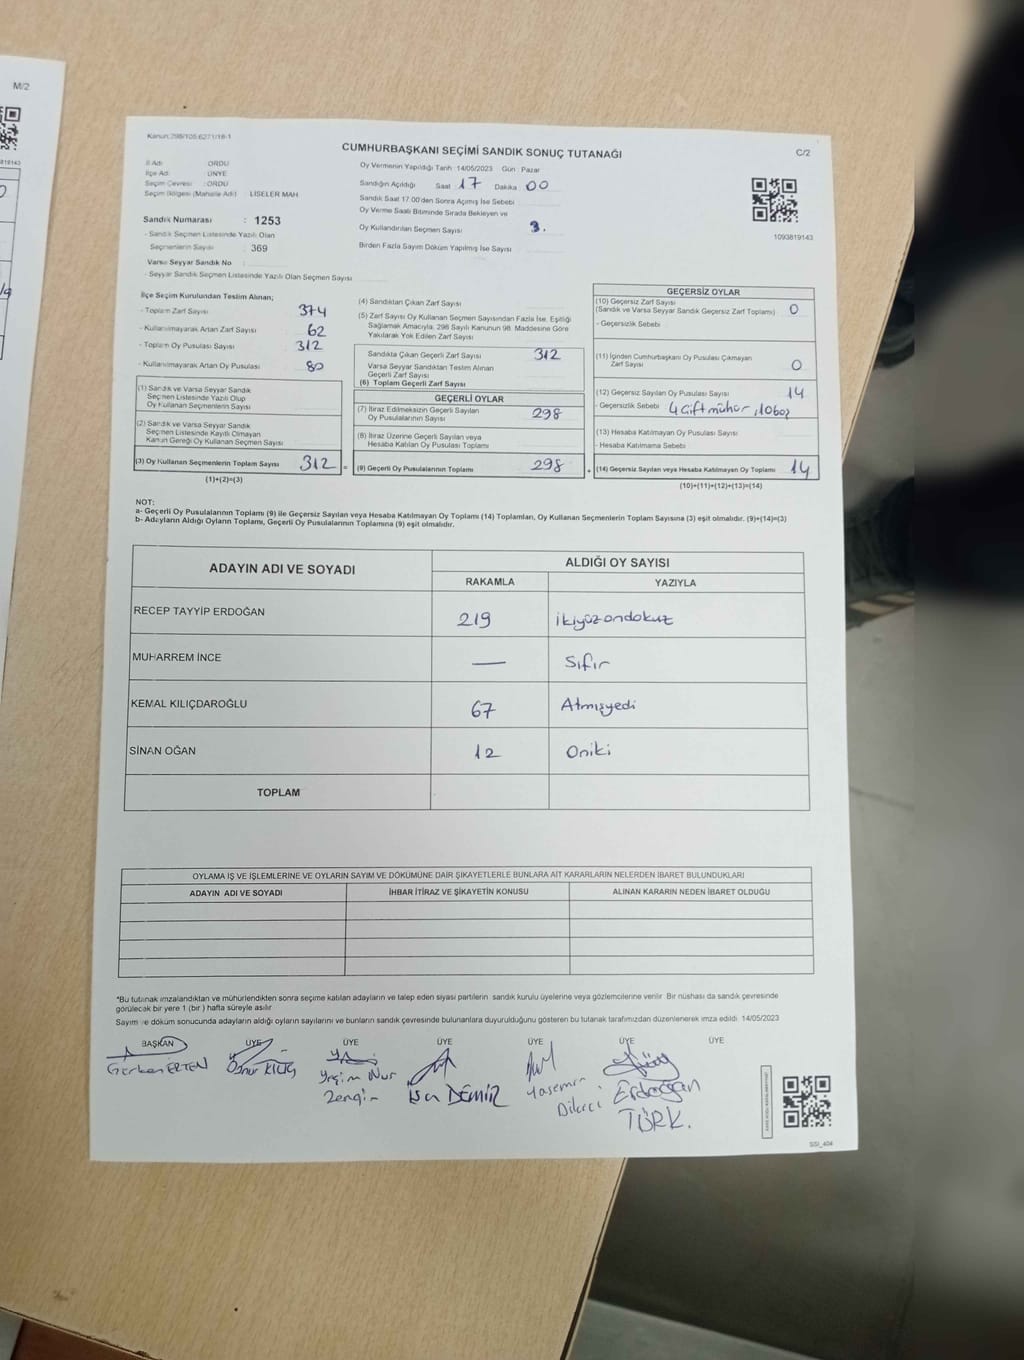 M/2
819143
Kanun:298/105 6271/18-1
CUMHURBAŞKANI SEÇİMİ SANDIK SONUÇ TUTANAĞI
C/2
İl Adı : ORDU
İlçe Adı : ÜNYE
Seçim Çevresi : ORDU
Seçim Bölgesi (Mahalle Adı) : LİSELER MAH
Sandık Numarası : 1253
- Sandık Seçmen Listesinde Yazılı Olan
Seçmenlerin Sayısı : 369
Varsa Seyyar Sandık No :
- Seyyar Sandık Seçmen Listesinde Yazılı Olan Seçmen Sayısı
Oy Vermenin Yapıldığı Tarih :14/05/2023 Gün : Pazar
Sandığın Açıldığı Saat 17 Dakika 00
Sandık Saat 17:00'den Sonra Açmış İse Sebebi
Oy Verme Saati Bitiminde Sırada Bekleyen ve
Oy Kullandırılan Seçmen Sayısı 3.
Birden Fazla Sayım Döküm Yapılmış İse Sayısı
1093819143
İlçe Seçim Kurulundan Teslim Alınan;
- Toplam Zarf Sayısı 374
- Kullanılmayarak Artan Zarf Sayısı 62
- Toplam Oy Pusulası Sayısı 312
- Kullanılmayarak Artan Oy Pusulası 80
(1) Sandık ve Varsa Seyyar Sandık
Seçmen Listesinde Yazılı Olup
Oy Kullanan Seçmenlerin Sayısı
(2) Sandık ve Varsa Seyyar Sandık
Seçmen Listesinde Kayıtlı Olmayan
Kanun Gereği Oy Kullanan Seçmen Sayısı
(3) Oy Kullanan Seçmenlerin Toplam Sayısı 312 =
(1)+(2)=(3)
(4) Sandıktan Çıkan Zarf Sayısı
(5) Zarf Sayısı Oy Kullanan Seçmen Sayısından Fazla İse, Eşitliği
Sağlamak Amacıyla, 298 Sayılı Kanunun 98. Maddesine Göre
Yakılarak Yok Edilen Zarf Sayısı
Sandıkta Çıkan Geçerli Zarf Sayısı 312
Varsa Seyyar Sandıktan Teslim Alınan
Geçerli Zarf Sayısı
(6) Toplam Geçerli Zarf Sayısı
GEÇERLİ OYLAR
(7) İtiraz Edilmeksizin Geçerli Sayılan
Oy Pusulalarının Sayısı 298
(8) İtiraz Üzerine Geçerli Sayılan veya
Hesaba Katılan Oy Pusulası Toplamı
(9) Geçerli Oy Pusulalarının Toplamı 298 +
GEÇERSİZ OYLAR
(10) Geçersiz Zarf Sayısı
(Sandık ve Varsa Seyyar Sandık Geçersiz Zarf Toplamı) 0
- Geçersizlik Sebebi
(11) İçinden Cumhurbaşkanı Oy Pusulası Çıkmayan
Zarf Sayısı 0
(12) Geçersiz Sayılan Oy Pusulası Sayısı 14
- Geçersizlik Sebebi 4 Çift mühür, 10 boş
(13) Hesaba Katılmayan Oy Pusulası Sayısı
- Hesaba Katılmama Sebebi
(14) Geçersiz Sayılan veya Hesaba Katılmayan Oy Toplamı 14
(10)+(11)+(12)+(13)=(14)
NOT:
a- Geçerli Oy Pusulalarının Toplamı (9) ile Geçersiz Sayılan veya Hesaba Katılmayan Oy Toplamı (14) Toplamları, Oy Kullanan Seçmenlerin Toplam Sayısına (3) eşit olmalıdır. (9)+(14)=(3)
b- Adayların Aldığı Oyların Toplamı, Geçerli Oy Pusulalarının Toplamına (9) eşit olmalıdır.
ADAYIN ADI VE SOYADI
ALDIĞI OY SAYISI
RAKAMLA YAZIYLA
RECEP TAYYİP ERDOĞAN 219 ikiyüzondokuz
MUHARREM İNCE — Sıfır
KEMAL KILIÇDAROĞLU 67 Atmışyedi
SİNAN OĞAN 12 Oniki
TOPLAM
OYLAMA İŞ VE İŞLEMLERİNE VE OYLARIN SAYIM VE DÖKÜMÜNE DAİR ŞİKAYETLERLE BUNLARA AİT KARARLARIN NELERDEN İBARET BULUNDUKLARI
ADAYIN ADI VE SOYADI İHBAR İTİRAZ VE ŞİKAYETİN KONUSU ALINAN KARARIN NEDEN İBARET OLDUĞU
*Bu tutanak imzalandıktan ve mühürlendikten sonra seçime katılan adayların ve talep eden siyasi partilerin sandık kurulu üyelerine veya gözlemcilerine verilir. Bir nüshası da sandık çevresinde
görülecek bir yere 1 (bir ) hafta süreyle asılır.
Sayım ve döküm sonucunda adayların aldığı oyların sayılarını ve bunların sandık çevresinde bulunanlara duyurulduğunu gösteren bu tutanak tarafımızdan düzenlenerek imza edildi. 14/05/2023
BAŞKAN ÜYE ÜYE ÜYE ÜYE ÜYE ÜYE
Gürkan ERTEN Öznur KILIÇ Yeşim Nur Zengin İsa DEMİR Yasemin Dikici Erdoğan TÜRK.
SSI_404